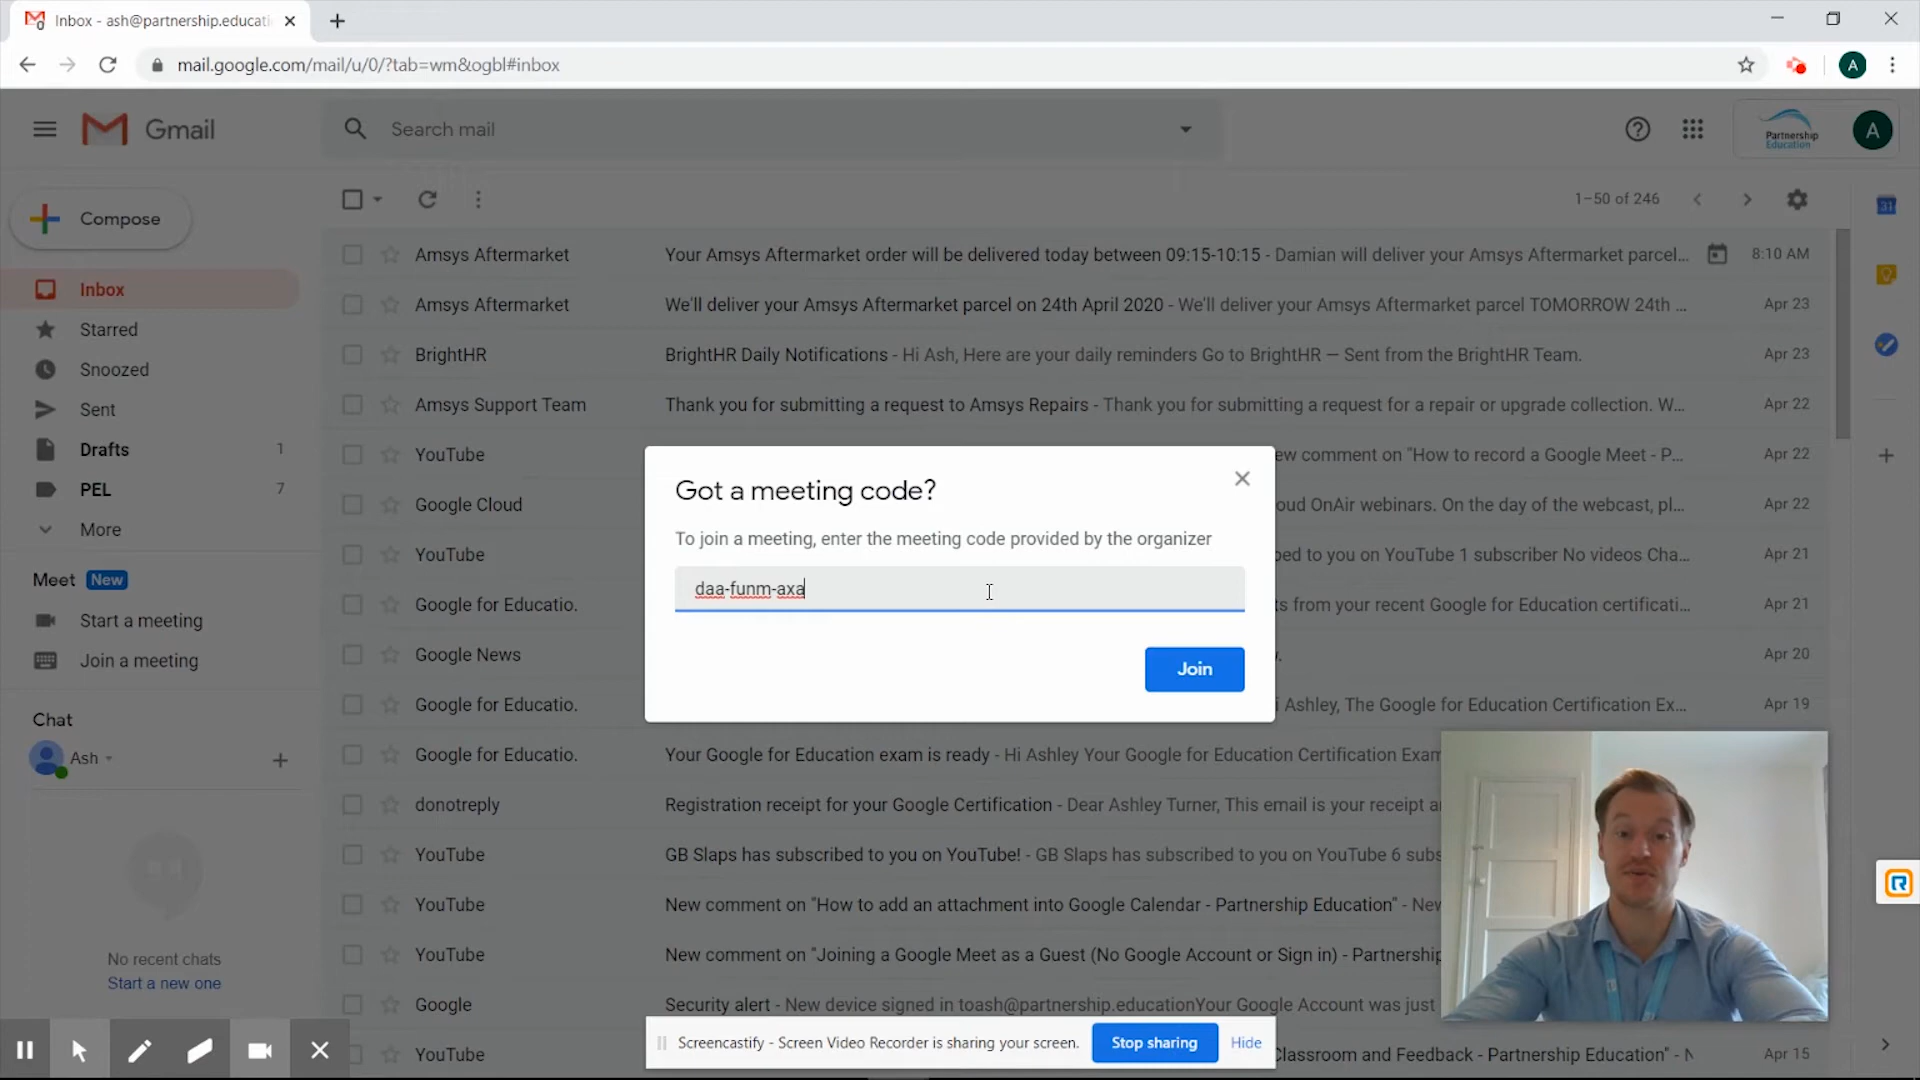 Inbox - ash@partnership.educati
mail.google.com/mail/u/0/?tab=wm&ogbl#inbox
A
Gmail
Search mail
Partnership
Education
A
Compose
1–50 of 246
31
Inbox
Starred
Snoozed
Sent
Drafts 1
PEL 7
More
Meet New
Start a meeting
Join a meeting
Chat
Ash
No recent chats
Start a new one
Amsys Aftermarket Your Amsys Aftermarket order will be delivered today between 09:15-10:15 - Damian will deliver your Amsys Aftermarket parcel... 8:10 AM
Amsys Aftermarket We'll deliver your Amsys Aftermarket parcel on 24th April 2020 - We'll deliver your Amsys Aftermarket parcel TOMORROW 24th ... Apr 23
BrightHR BrightHR Daily Notifications - Hi Ash, Here are your daily reminders Go to BrightHR — Sent from the BrightHR Team. Apr 23
Amsys Support Team Thank you for submitting a request to Amsys Repairs - Thank you for submitting a request for a repair or upgrade collection. W... Apr 22
YouTube ew comment on "How to record a Google Meet - P... Apr 22
Google Cloud oud OnAir webinars. On the day of the webcast, pl... Apr 22
YouTube ed to you on YouTube 1 subscriber No videos Cha... Apr 21
Google for Educatio. ts from your recent Google for Education certificati... Apr 21
Google News Apr 20
Google for Educatio. i Ashley, The Google for Education Certification Ex... Apr 19
Google for Educatio. Your Google for Education exam is ready - Hi Ashley Your Google for Education Certification Exam
donotreply Registration receipt for your Google Certification - Dear Ashley Turner, This email is your receipt a
YouTube GB Slaps has subscribed to you on YouTube! - GB Slaps has subscribed to you on YouTube 6 subs
YouTube New comment on "How to add an attachment into Google Calendar - Partnership Education" - New
YouTube New comment on "Joining a Google Meet as a Guest (No Google Account or Sign in) - Partnership
Google Security alert - New device signed in toash@partnership.educationYour Google Account was just
YouTube Classroom and Feedback - Partnership Education" - N Apr 15
Got a meeting code?
To join a meeting, enter the meeting code provided by the organizer
daa-funm-axa
Join
Screencastify - Screen Video Recorder is sharing your screen. Stop sharing Hide